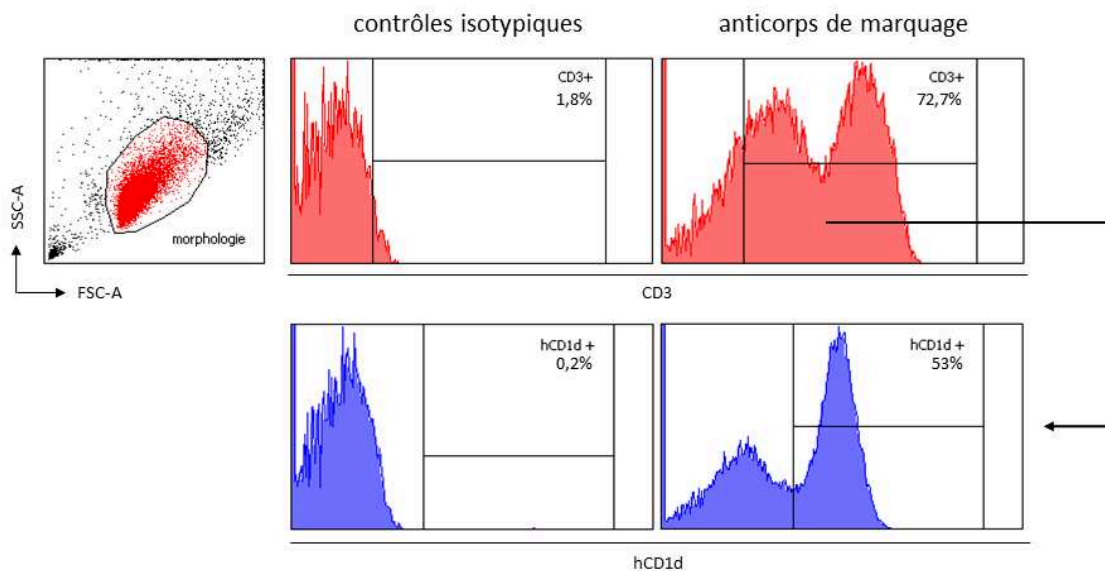 contrôles isotypiques
anticorps de marquage
SSC-A
FSC-A
morphologie
CD3+
1,8%
CD3+
72,7%
CD3
hCD1d +
0,2%
hCD1d +
53%
hCD1d